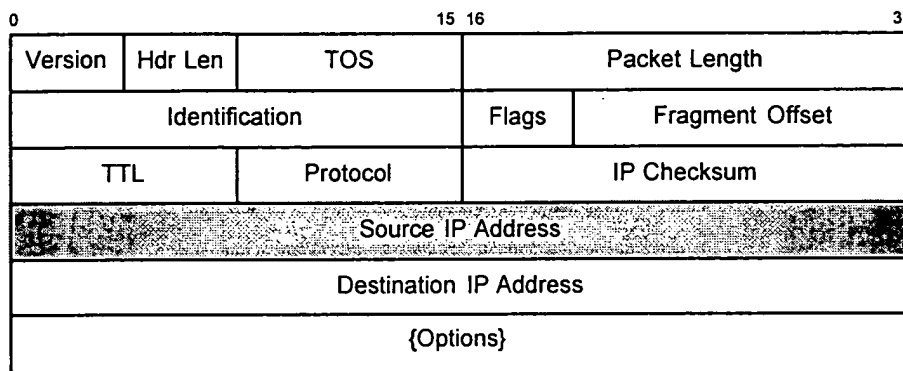 0 15 16 3
Version Hdr Len TOS Packet Length
Identification Flags Fragment Offset
TTL Protocol IP Checksum
Source IP Address
Destination IP Address
{Options}